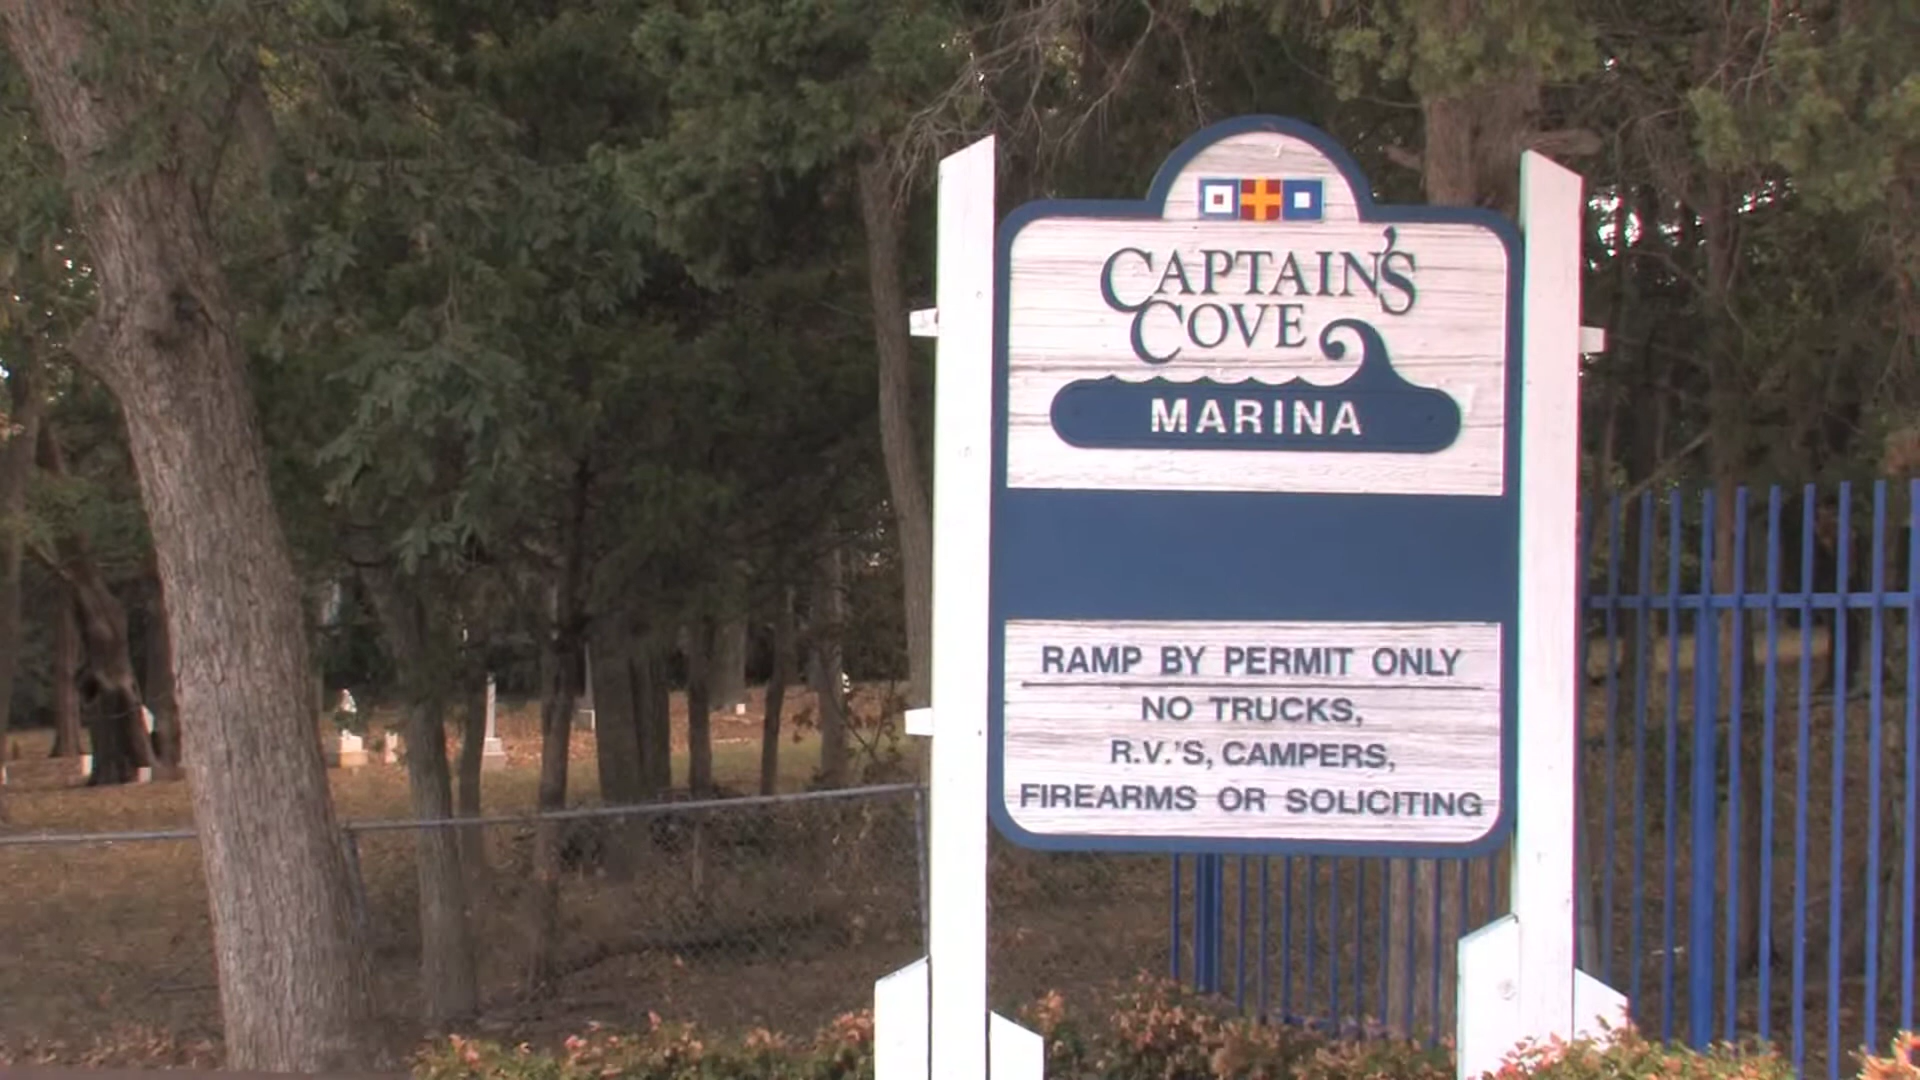 CAPTAIN'S
COVE
MARINA
RAMP BY PERMIT ONLY
NO TRUCKS,
R.V.'S, CAMPERS,
FIREARMS OR SOLICITING